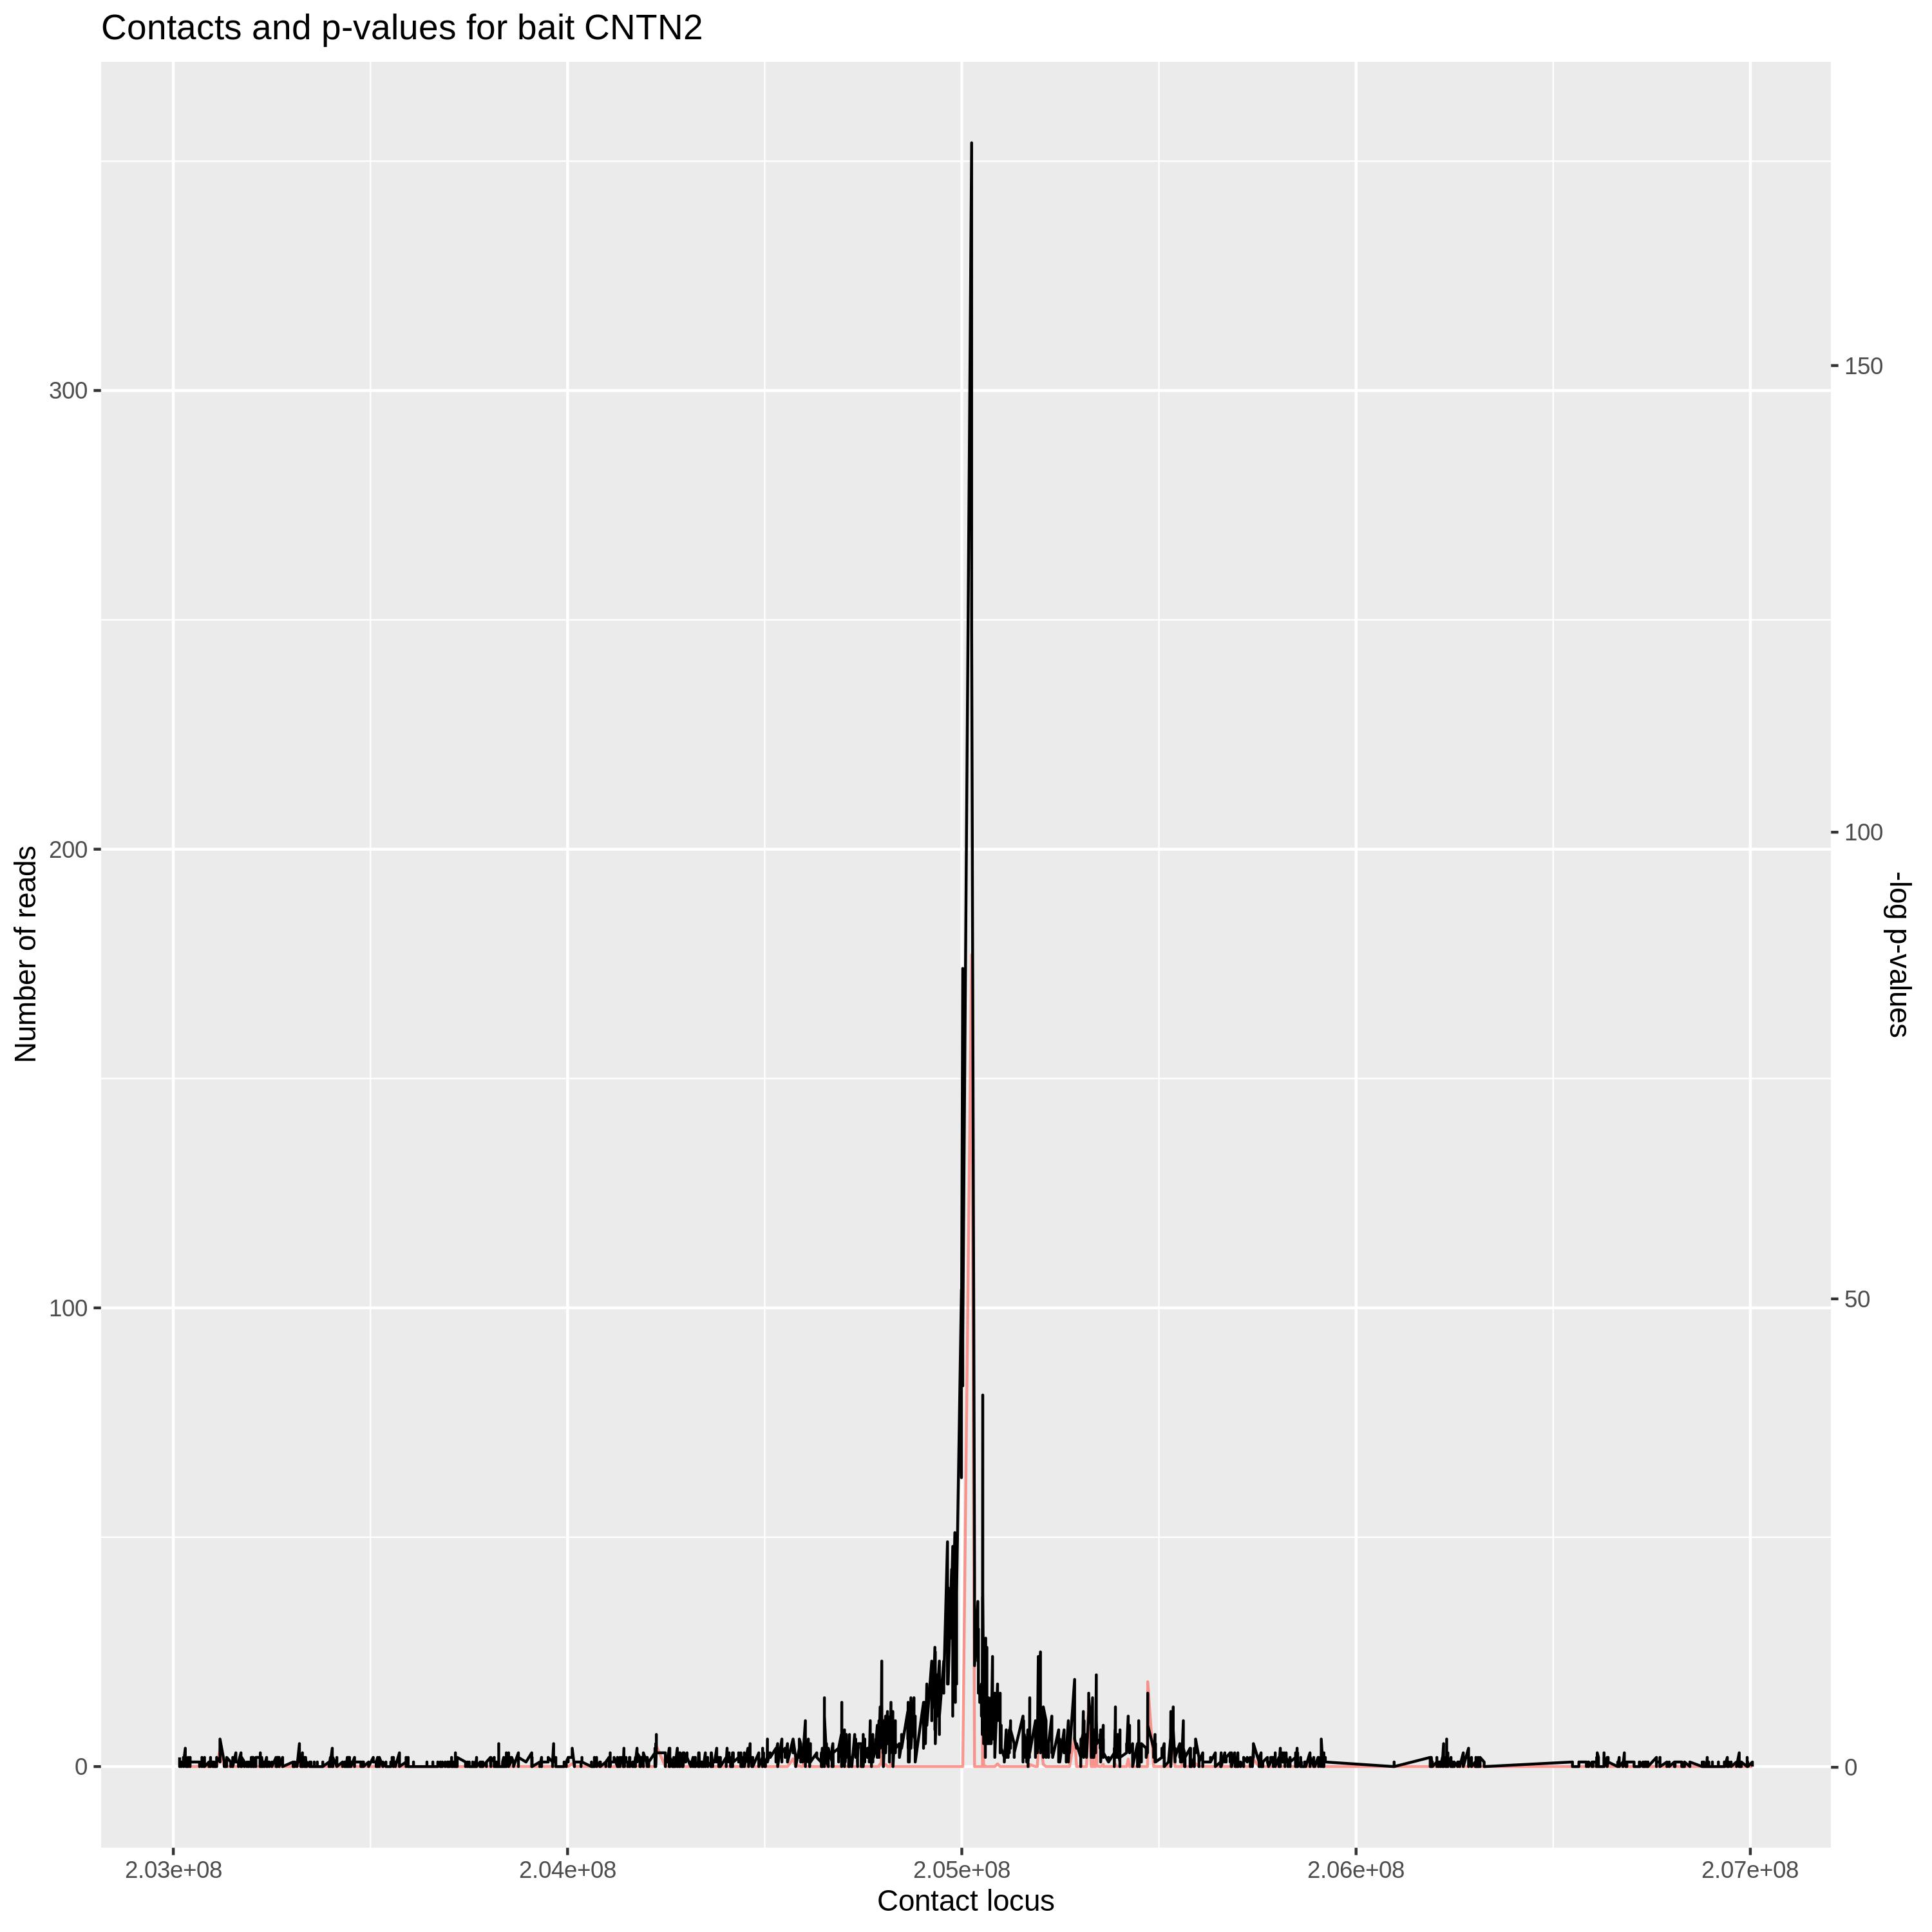 Contacts and p-values for bait CNTN2
300
200
100
0
Number of reads
150
100
50
0
-log p-values
2.03e+08 2.04e+08 2.05e+08 2.06e+08 2.07e+08
Contact locus